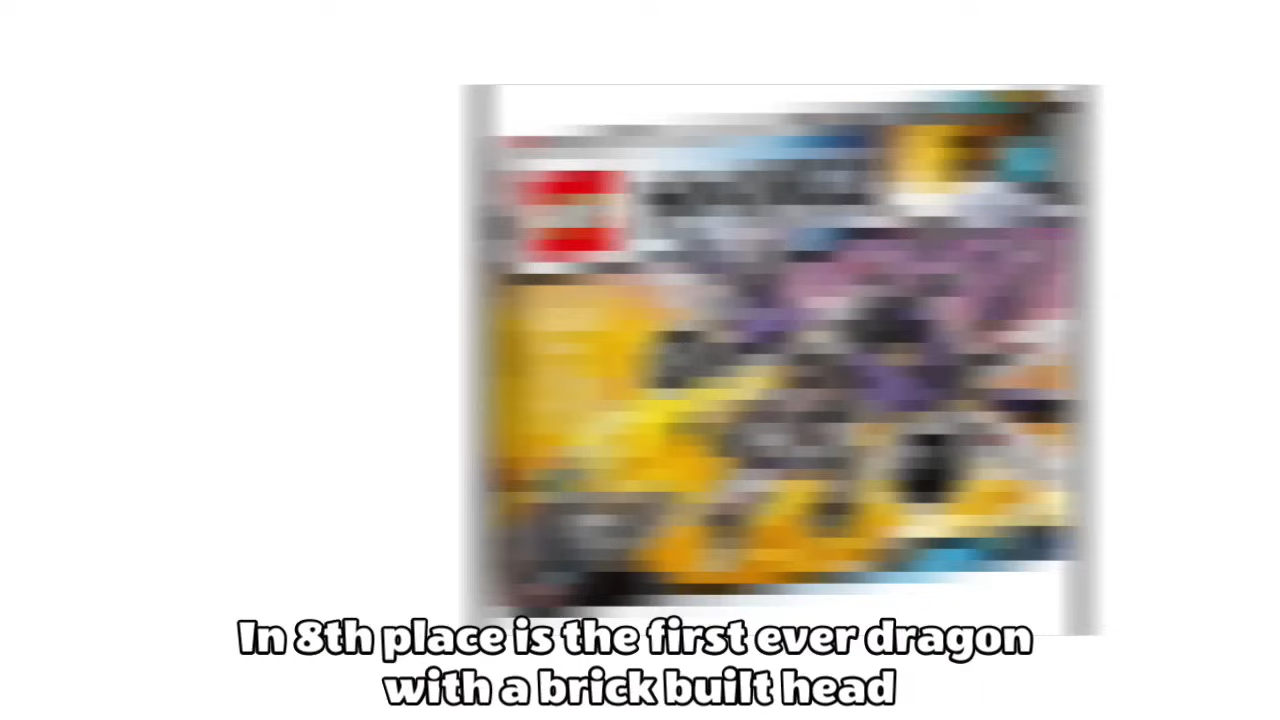 In 8th place is the first ever dragon
with a brick built head